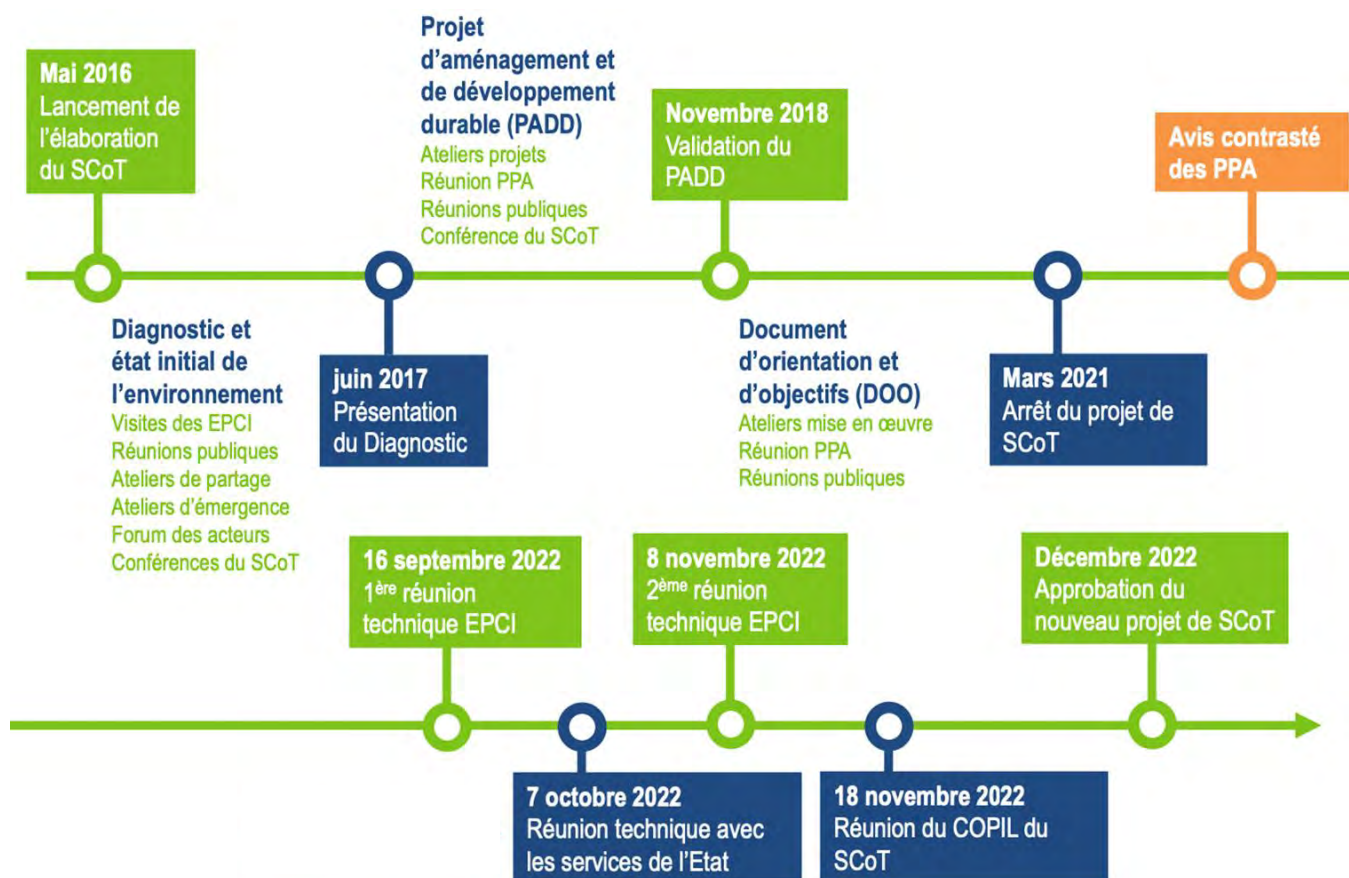 Mai 2016
Lancement de
l'élaboration
du SCoT
Diagnostic et
état initial de
l'environnement
Visites des EPCI
Réunions publiques
Ateliers de partage
Ateliers d'émergence
Forum des acteurs
Conférences du SCoT
juin 2017
Présentation
du Diagnostic
Projet
d'aménagement et
de développement
durable (PADD)
Ateliers projets
Réunion PPA
Réunions publiques
Conférence du SCoT
Novembre 2018
Validation du
PADD
Document
d'orientation et
d'objectifs (DOO)
Ateliers mise en œuvre
Réunion PPA
Réunions publiques
Mars 2021
Arrêt du projet de
SCoT
Avis contrasté
des PPA
16 septembre 2022
1ère réunion
technique EPCI
7 octobre 2022
Réunion technique avec
les services de l'Etat
8 novembre 2022
2ème réunion
technique EPCI
18 novembre 2022
Réunion du COPIL du
SCoT
Décembre 2022
Approbation du
nouveau projet de SCoT